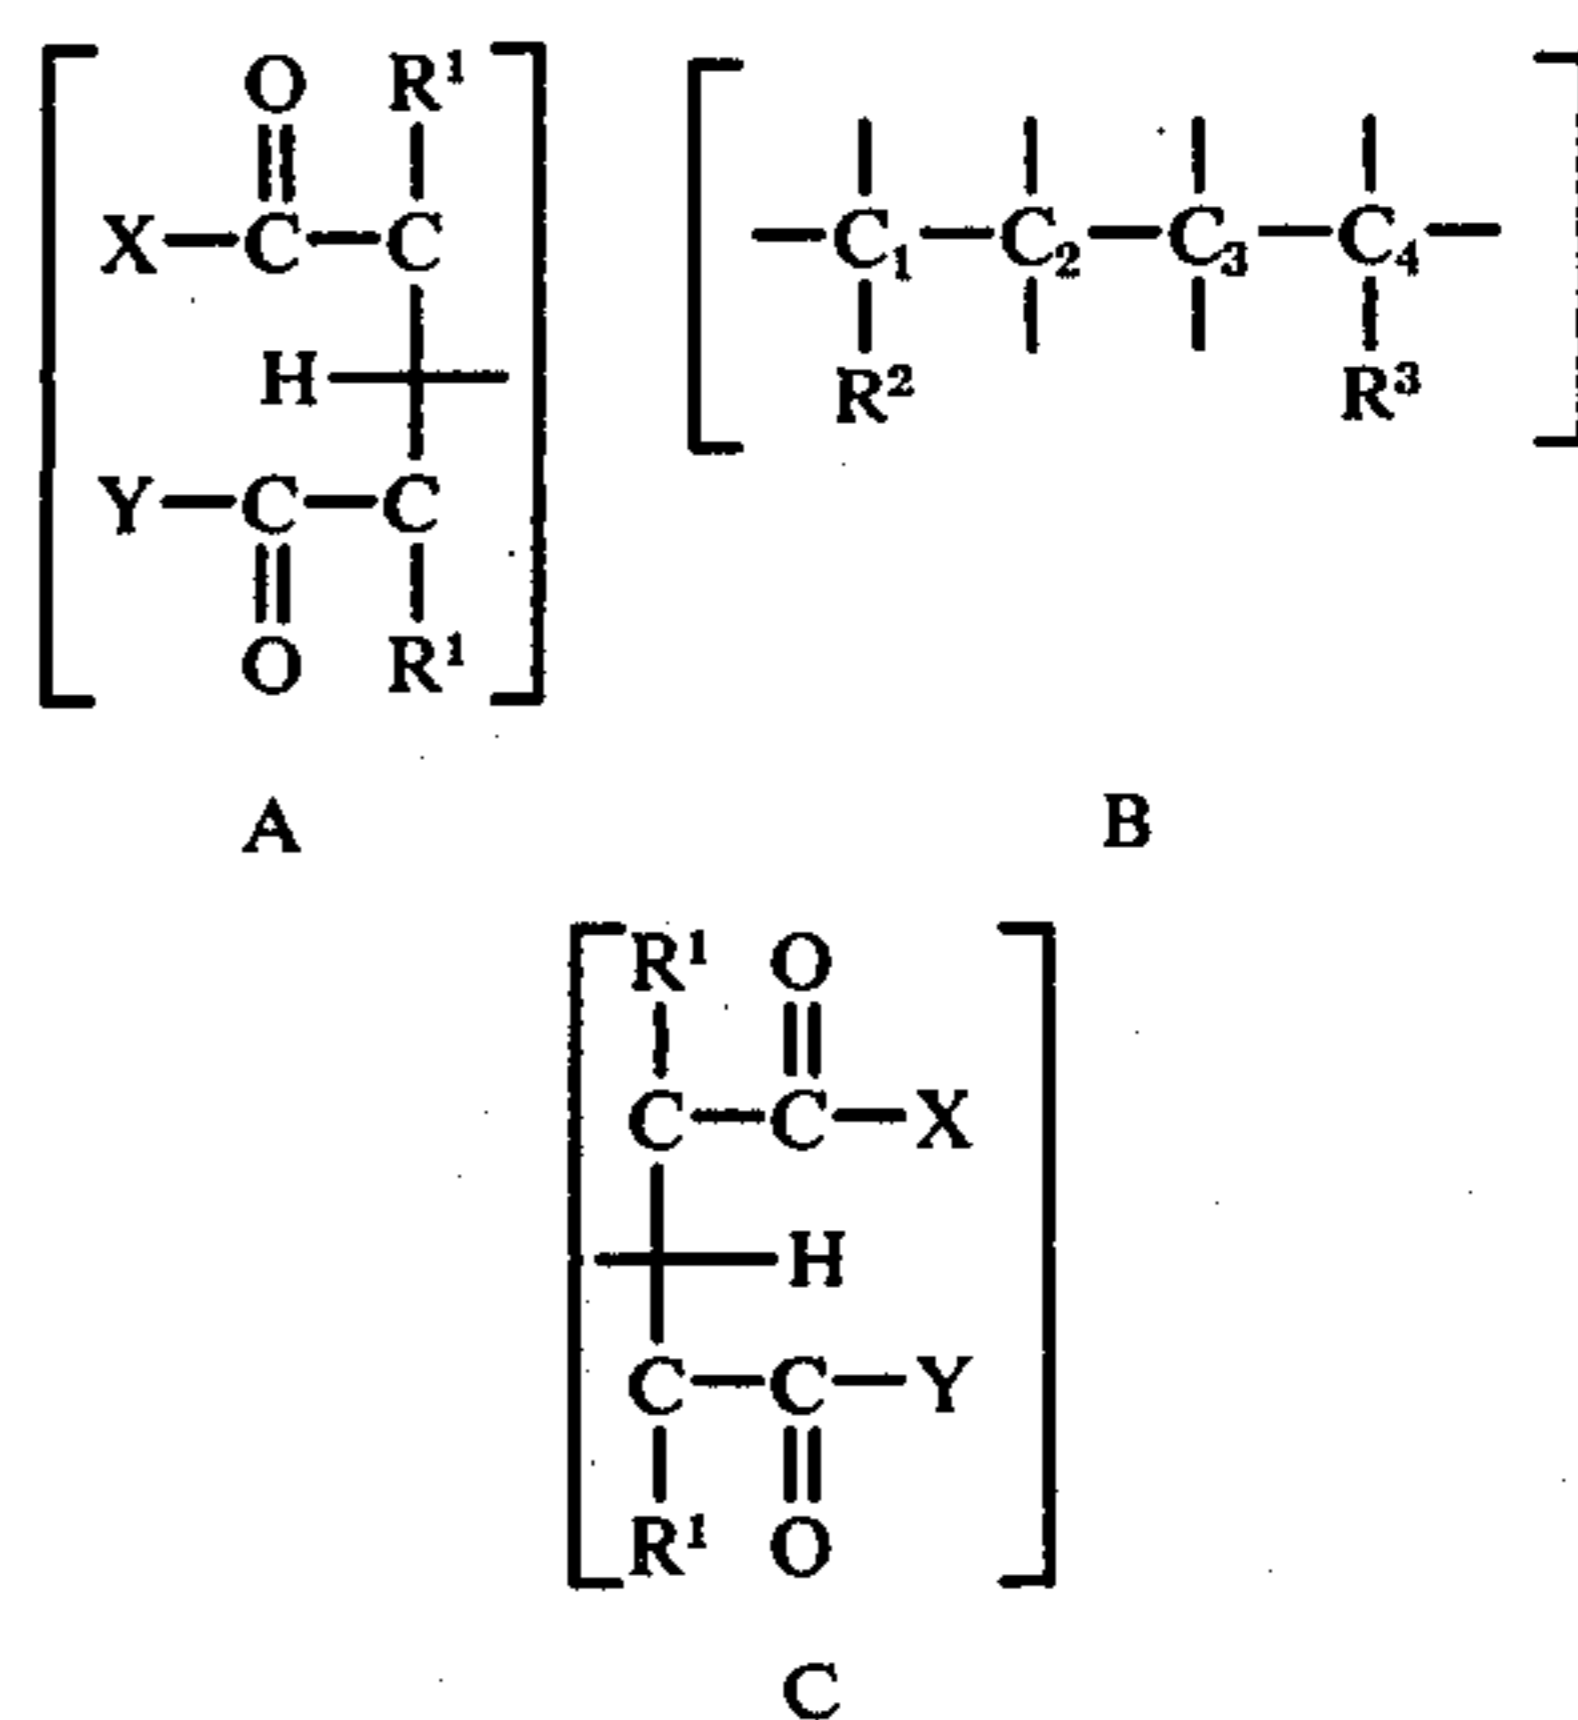 O R¹
X—C—C
H
Y—C—C
O R¹
A
—C₁—C₂—C₃—C₄—
R² R³
B
R¹ O
C—C—X
H
C—C—Y
R¹ O
C